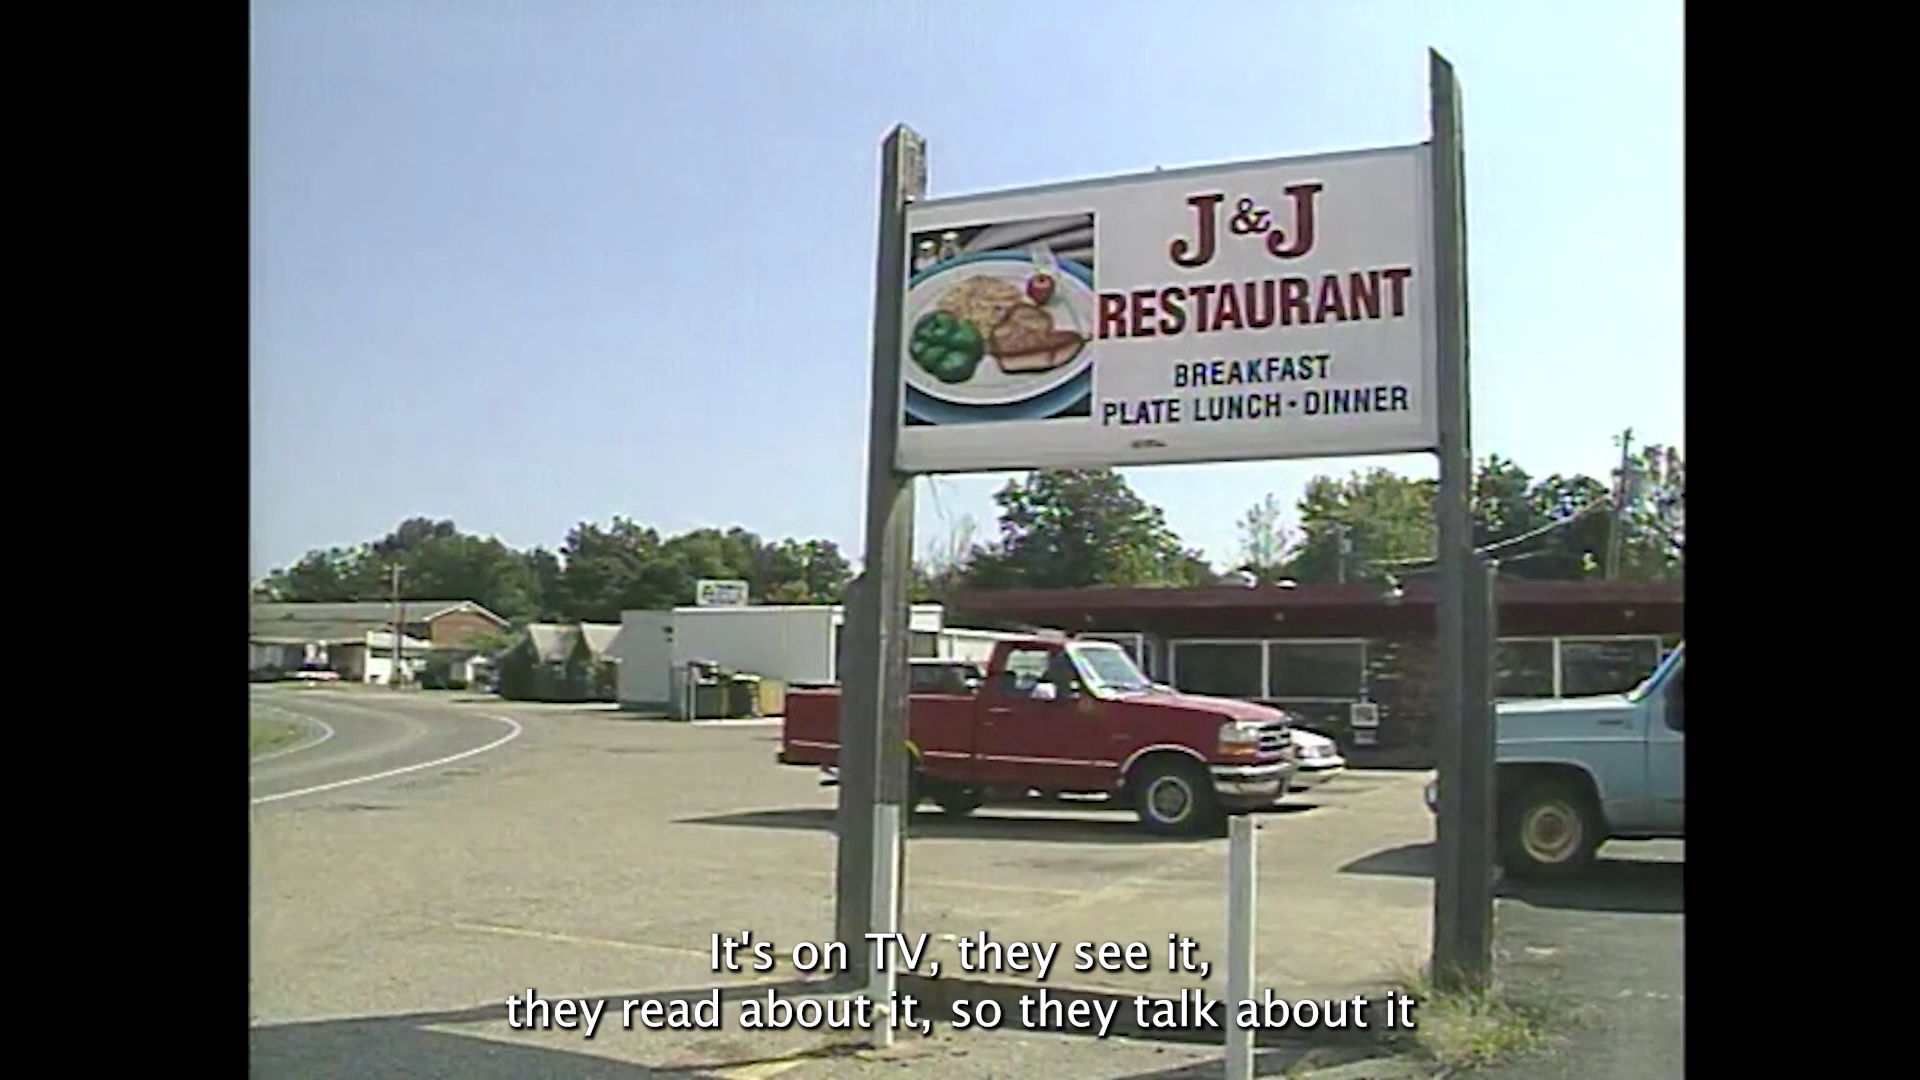 J&J
RESTAURANT
BREAKFAST
PLATE LUNCH • DINNER
It's on TV, they see it,
they read about it, so they talk about it